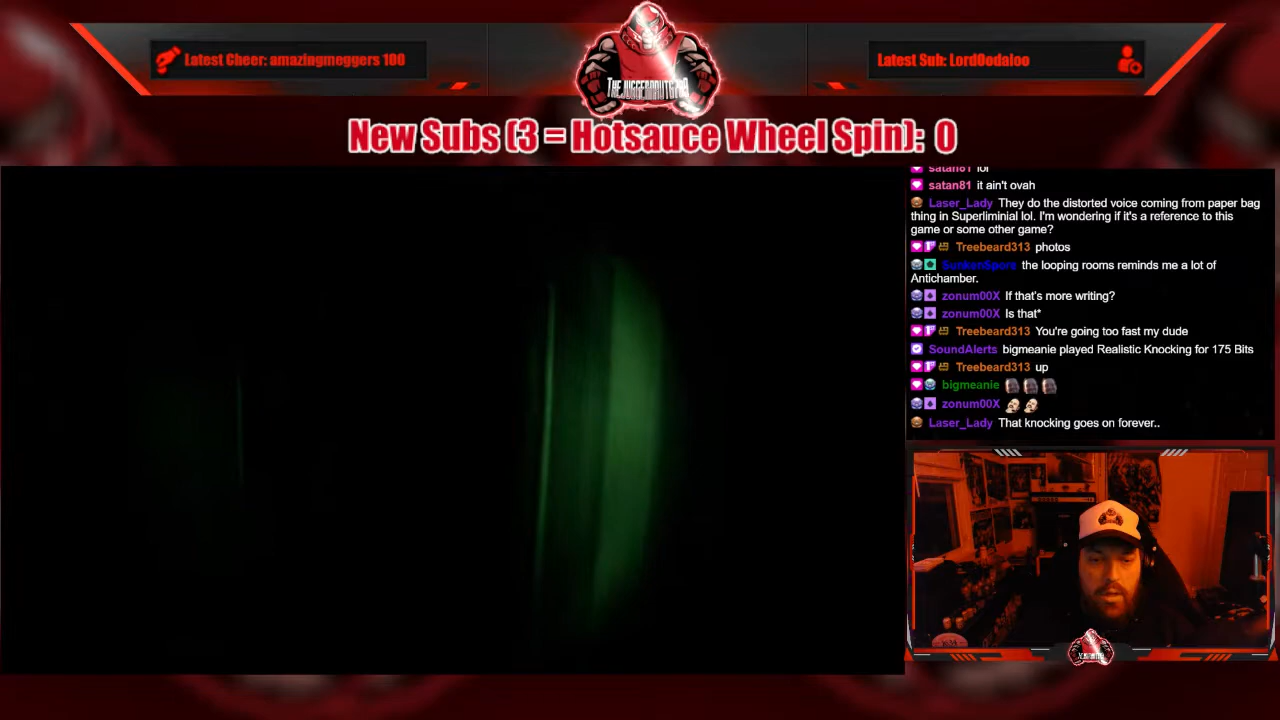 Latest Cheer: amazingmeggers 100
Latest Sub: LordOodaloo
New Subs (3 = Hotsauce Wheel Spin): 0
satan81 lol
satan81 it ain't ovah
Laser_Lady They do the distorted voice coming from paper bag
thing in Superliminial lol. I'm wondering if it's a reference to this
game or some other game?
Treebeard313 photos
SunkenSpore the looping rooms reminds me a lot of
Antichamber.
zonum00X If that's more writing?
zonum00X Is that*
Treebeard313 You're going too fast my dude
SoundAlerts bigmeanie played Realistic Knocking for 175 Bits
Treebeard313 up
bigmeanie
zonum00X
Laser_Lady That knocking goes on forever..